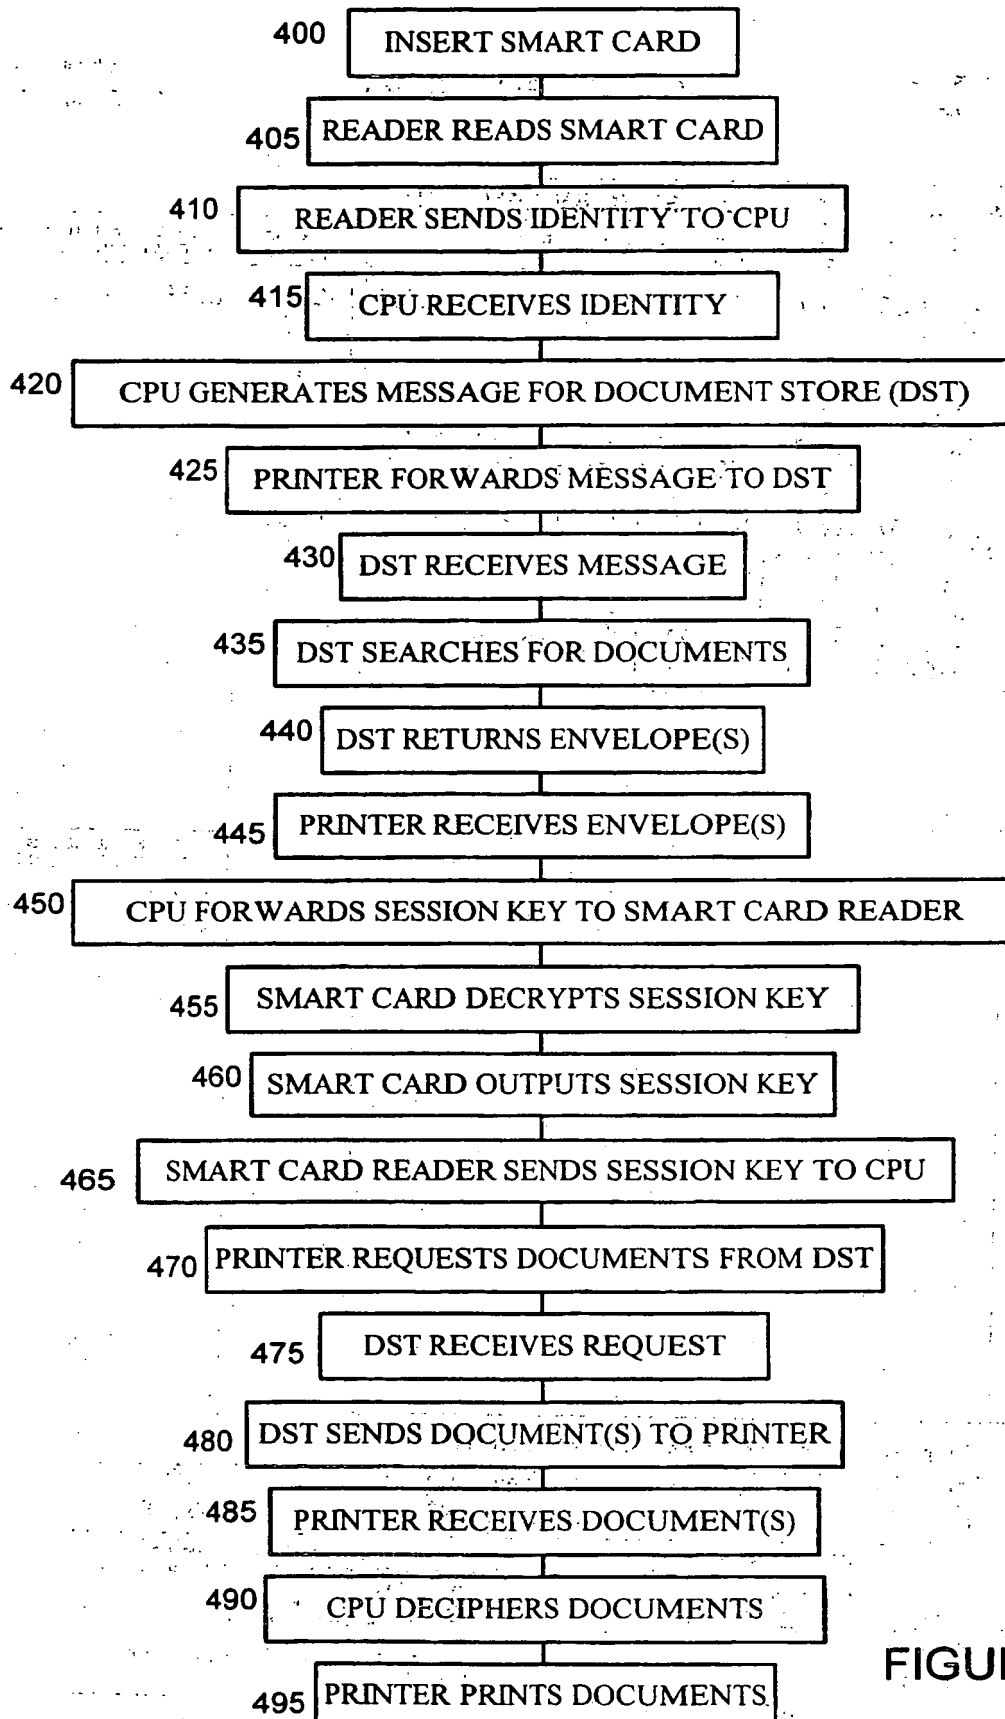 400 INSERT SMART CARD
405 READER READS SMART CARD
410 READER SENDS IDENTITY TO CPU
415 CPU RECEIVES IDENTITY
420 CPU GENERATES MESSAGE FOR DOCUMENT STORE (DST)
425 PRINTER FORWARDS MESSAGE TO DST
430 DST RECEIVES MESSAGE
435 DST SEARCHES FOR DOCUMENTS
440 DST RETURNS ENVELOPE(S)
445 PRINTER RECEIVES ENVELOPE(S)
450 CPU FORWARDS SESSION KEY TO SMART CARD READER
455 SMART CARD DECRYPTS SESSION KEY
460 SMART CARD OUTPUTS SESSION KEY
465 SMART CARD READER SENDS SESSION KEY TO CPU
470 PRINTER REQUESTS DOCUMENTS FROM DST
475 DST RECEIVES REQUEST
480 DST SENDS DOCUMENT(S) TO PRINTER
485 PRINTER RECEIVES DOCUMENT(S)
490 CPU DECIPHERS DOCUMENTS
495 PRINTER PRINTS DOCUMENTS